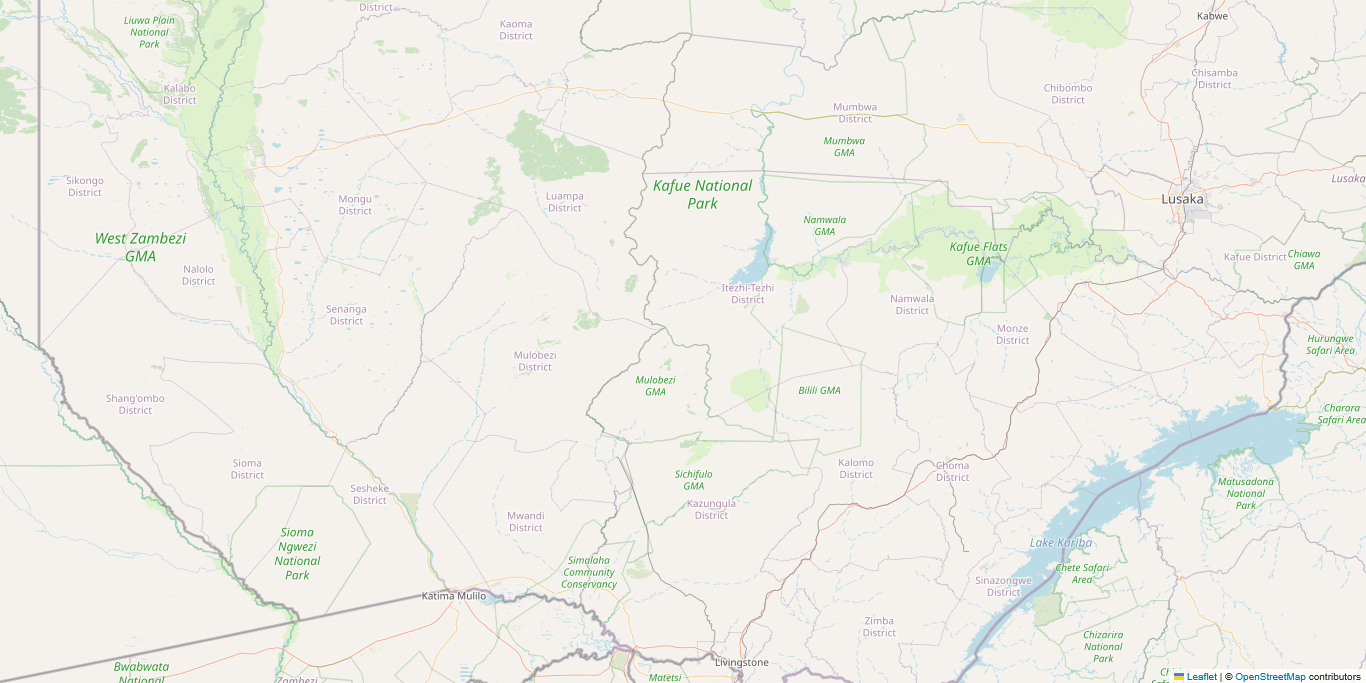 District
Liuwa Plain
National
Park
Kaoma
District
Kabwe
Kalabo
District
Chisamba
District
Chibombo
District
Mumbwa
District
Mumbwa
GMA
Sikongo
District
Kafue National
Park
Lusaka
Lusaka
Mongu
District
Luampa
District
Namwala
GMA
West Zambezi
GMA
Kafue Flats
GMA
Kafue District
Chiawa
GMA
Nalolo
District
Itezhi-Tezhi
District
Namwala
District
Senanga
District
Monze
District
Hurungwe
Safari Area
Mulobezi
District
Mulobezi
GMA
Bilili GMA
Shang'ombo
District
Charara
Safari Area
Sioma
District
Sichifulo
GMA
Kalomo
District
Choma
District
Matusadona
National
Park
Sesheke
District
Kazungula
District
Mwandi
District
Sioma
Ngwezi
National
Park
Lake Kariba
Simalaha
Community
Conservancy
Chete Safari
Area
Sinazongwe
District
Katima Mulilo
Zimba
District
Chizarira
National
Park
Livingstone
Bwabwata
National
Zambezi
Matetsi
Leaflet | © OpenStreetMap contributors